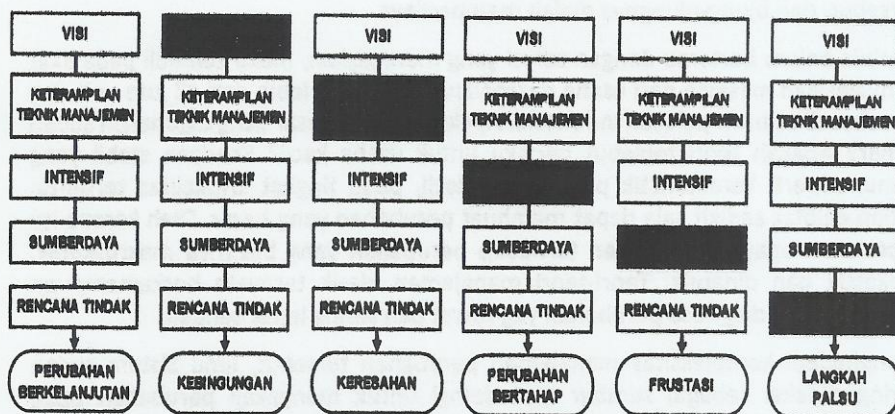 VISI
VISI
VISI
VISI
VISI
KETERAMPILAN
TEKNIK MANAJEMEN
KETERAMPILAN
TEKNIK MANAJEMEN
KETERAMPILAN
TEKNIK MANAJEMEN
KETERAMPILAN
TEKNIK MANAJEMEN
KETERAMPILAN
TEKNIK MANAJEMEN
INTENSIF
INTENSIF
INTENSIF
INTENSIF
INTENSIF
SUMBERDAYA
SUMBERDAYA
SUMBERDAYA
SUMBERDAYA
SUMBERDAYA
RENCANA TINDAK
RENCANA TINDAK
RENCANA TINDAK
RENCANA TINDAK
RENCANA TINDAK
PERUBAHAN
BERKELANJUTAN
KEBINGUNGAN
KERESAHAN
PERUBAHAN
BERTAHAP
FRUSTASI
LANGKAH
PALSU